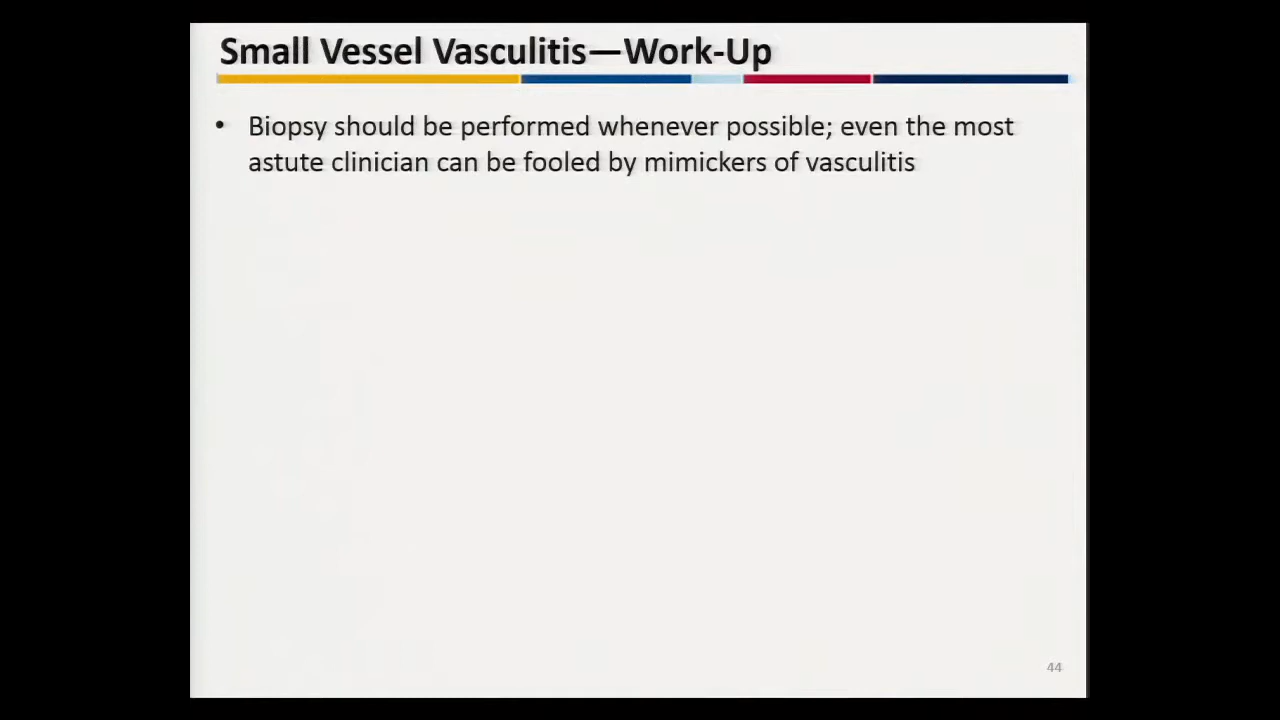 Small Vessel Vasculitis—Work-Up
• Biopsy should be performed whenever possible; even the most
astute clinician can be fooled by mimickers of vasculitis
44